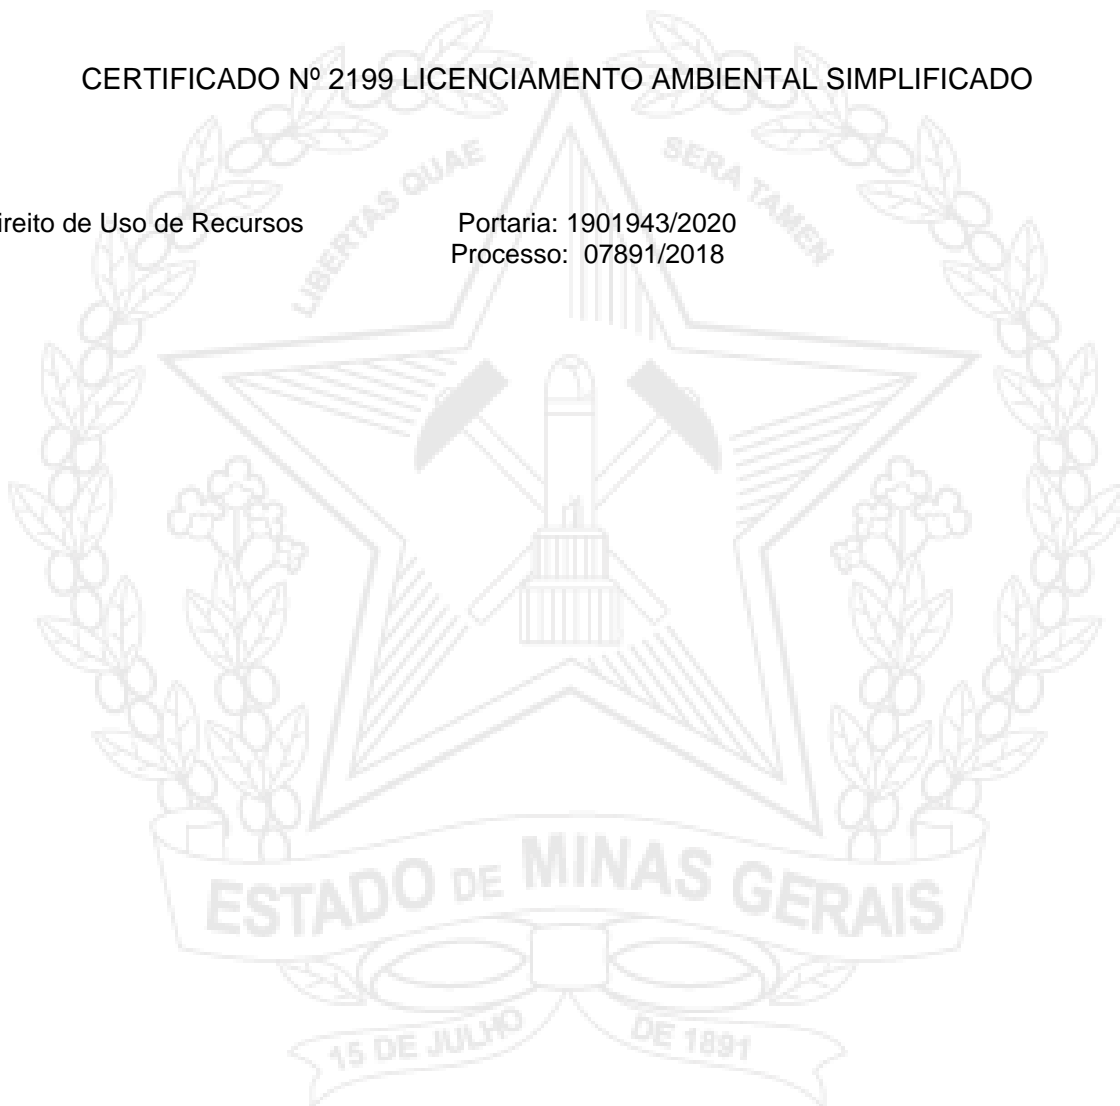 CERTIFICADO Nº 2199 LICENCIAMENTO AMBIENTAL SIMPLIFICADO
LIBERTAS QUAE SERA TAMEN
ireito de Uso de Recursos Portaria: 1901943/2020
Processo: 07891/2018
ESTADO DE MINAS GERAIS
15 DE JULHO DE 1891